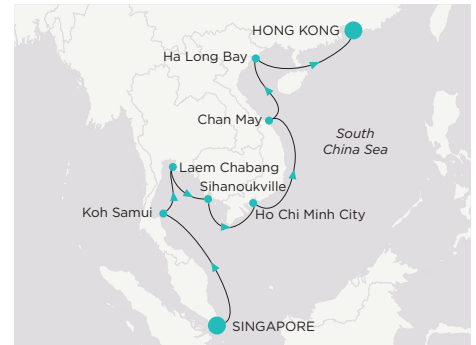 HONG KONG
Ha Long Bay
Chan May
South
China Sea
Laem Chabang
Sihanoukville
Koh Samui
Ho Chi Minh City
SINGAPORE